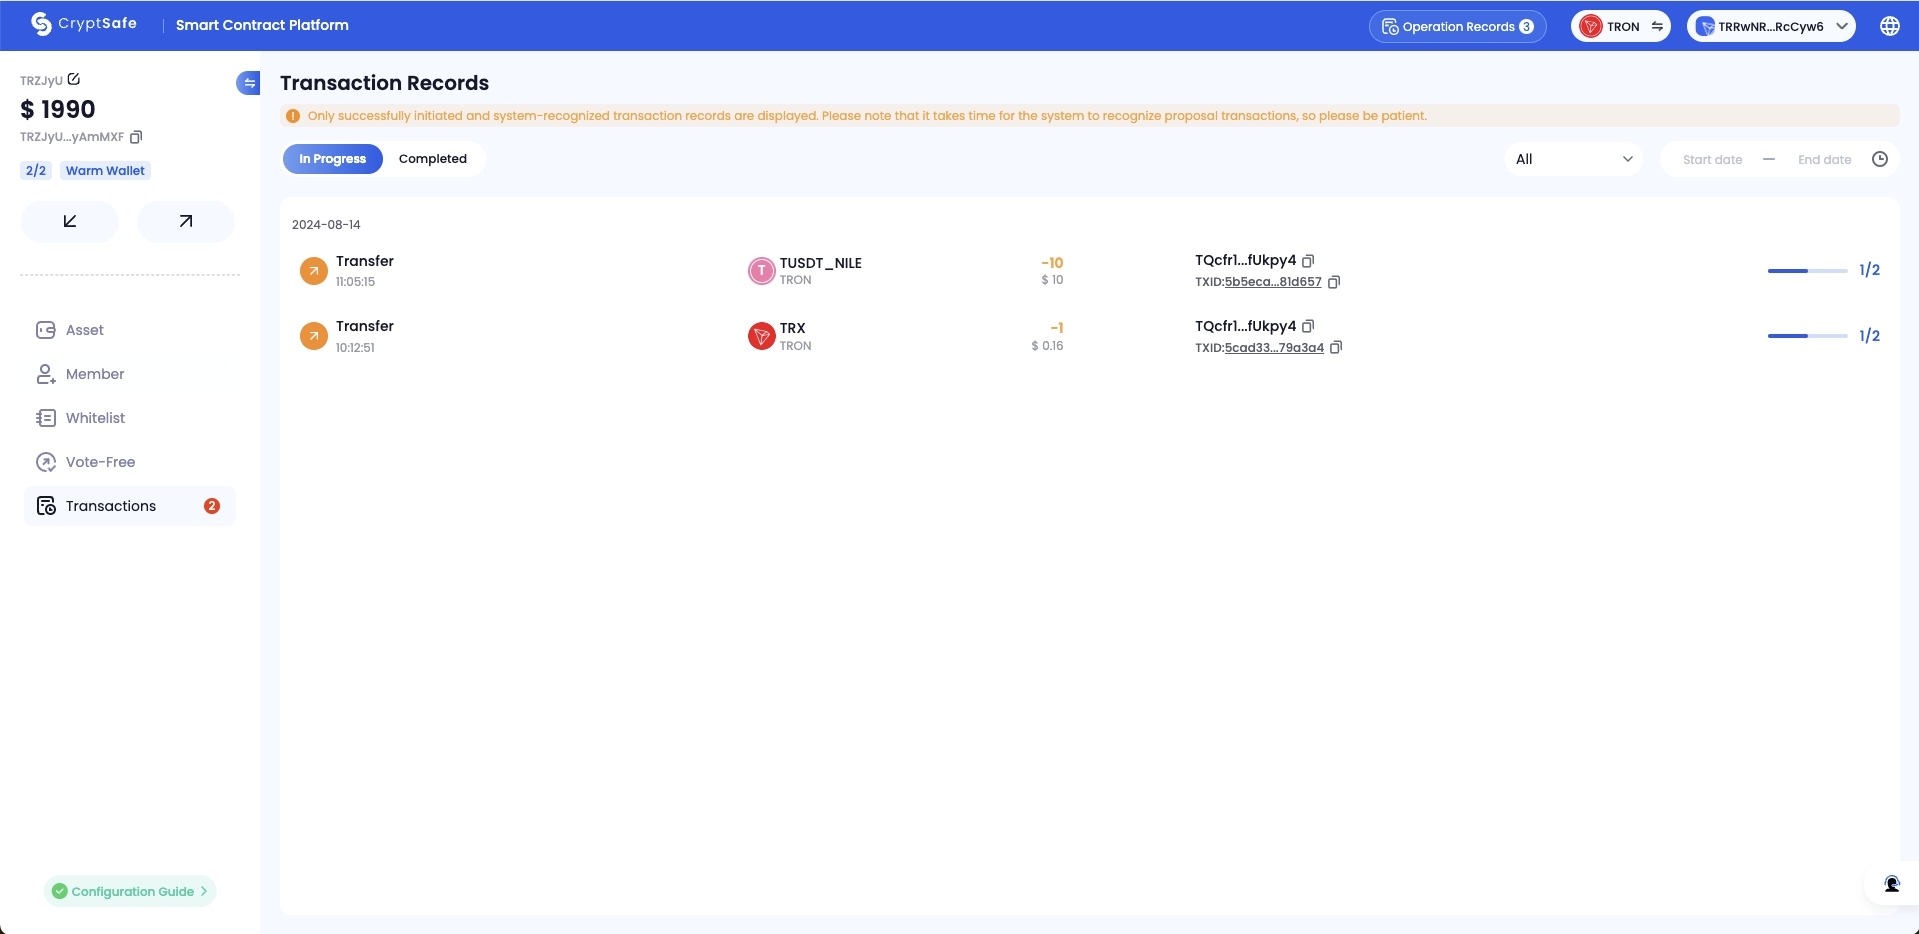 CryptSafe
Smart Contract Platform
Operation Records 3
TRON
TRRwNR...RcCyw6
TRZJyU
$ 1990
TRZJyU...yAmMXF
2/2
Warm Wallet
Asset
Member
Whitelist
Vote-Free
Transactions
2
Configuration Guide
Transaction Records
Only successfully initiated and system-recognized transaction records are displayed. Please note that it takes time for the system to recognize proposal transactions, so please be patient.
In Progress
Completed
All
Start date
End date
2024-08-14
Transfer
11:05:15
T
TUSDT_NILE
TRON
-10
$ 10
TQcfr1...fUkpy4
TXID:5b5eca...81d657
1/2
Transfer
10:12:51
TRX
TRON
-1
$ 0.16
TQcfr1...fUkpy4
TXID:5cad33...79a3a4
1/2